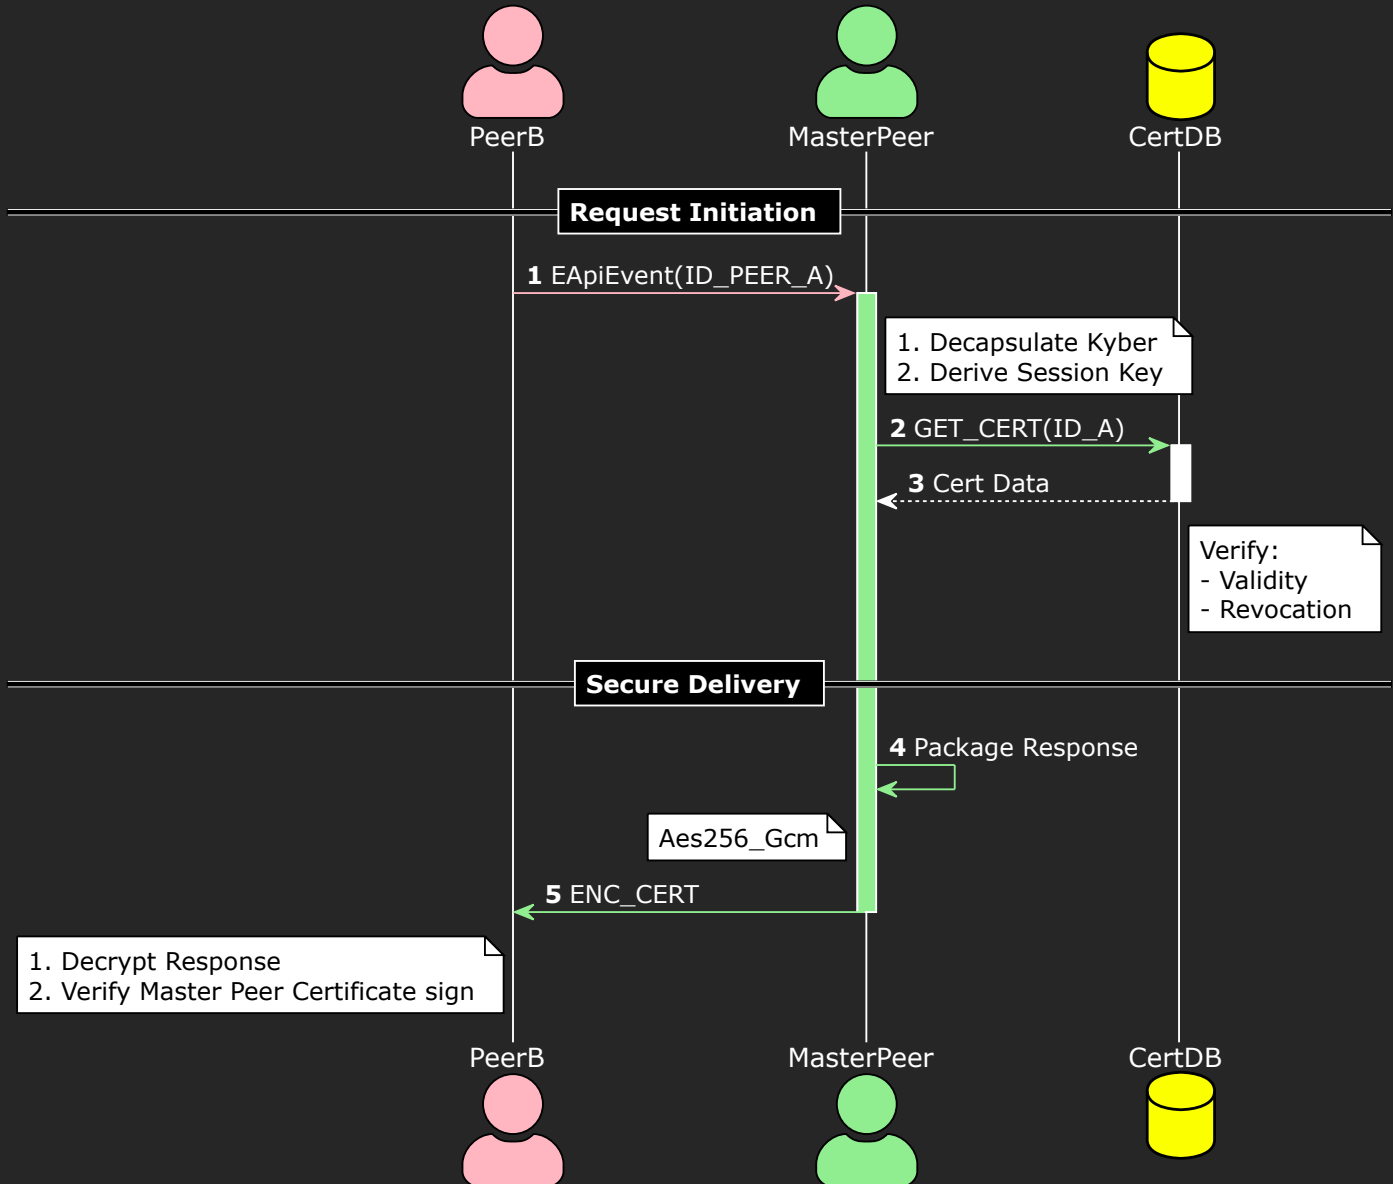 PeerB
MasterPeer
CertDB
Request Initiation
1 EApiEvent(ID_PEER_A)
1. Decapsulate Kyber
2. Derive Session Key
2 GET_CERT(ID_A)
3 Cert Data
Verify:
- Validity
- Revocation
Secure Delivery
4 Package Response
Aes256_Gcm
5 ENC_CERT
1. Decrypt Response
2. Verify Master Peer Certificate sign
PeerB
MasterPeer
CertDB